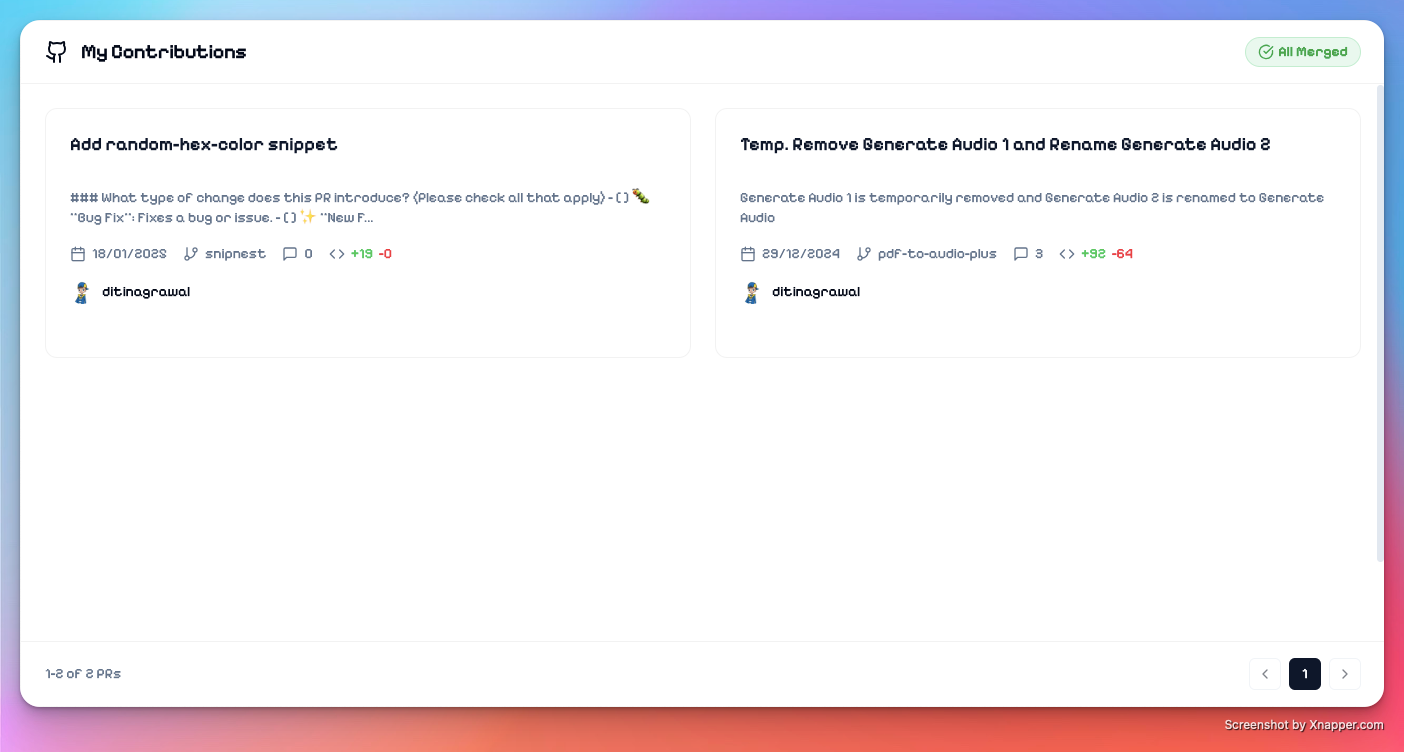 My Contributions
All Merged
Add random-hex-color snippet
### What type of change does this PR introduce? (Please check all that apply) - [ ] 🐛
**Bug Fix**: Fixes a bug or issue. - [ ] ✨ **New F...
18/01/2025 snipnest 0 +19 -0
ditinagrawal
Temp. Remove Generate Audio 1 and Rename Generate Audio 2
Generate Audio 1 is temporarily removed and Generate Audio 2 is renamed to Generate
Audio
29/12/2024 pdf-to-audio-plus 3 +92 -64
ditinagrawal
1-2 of 2 PRs
1
Screenshot by Xnapper.com